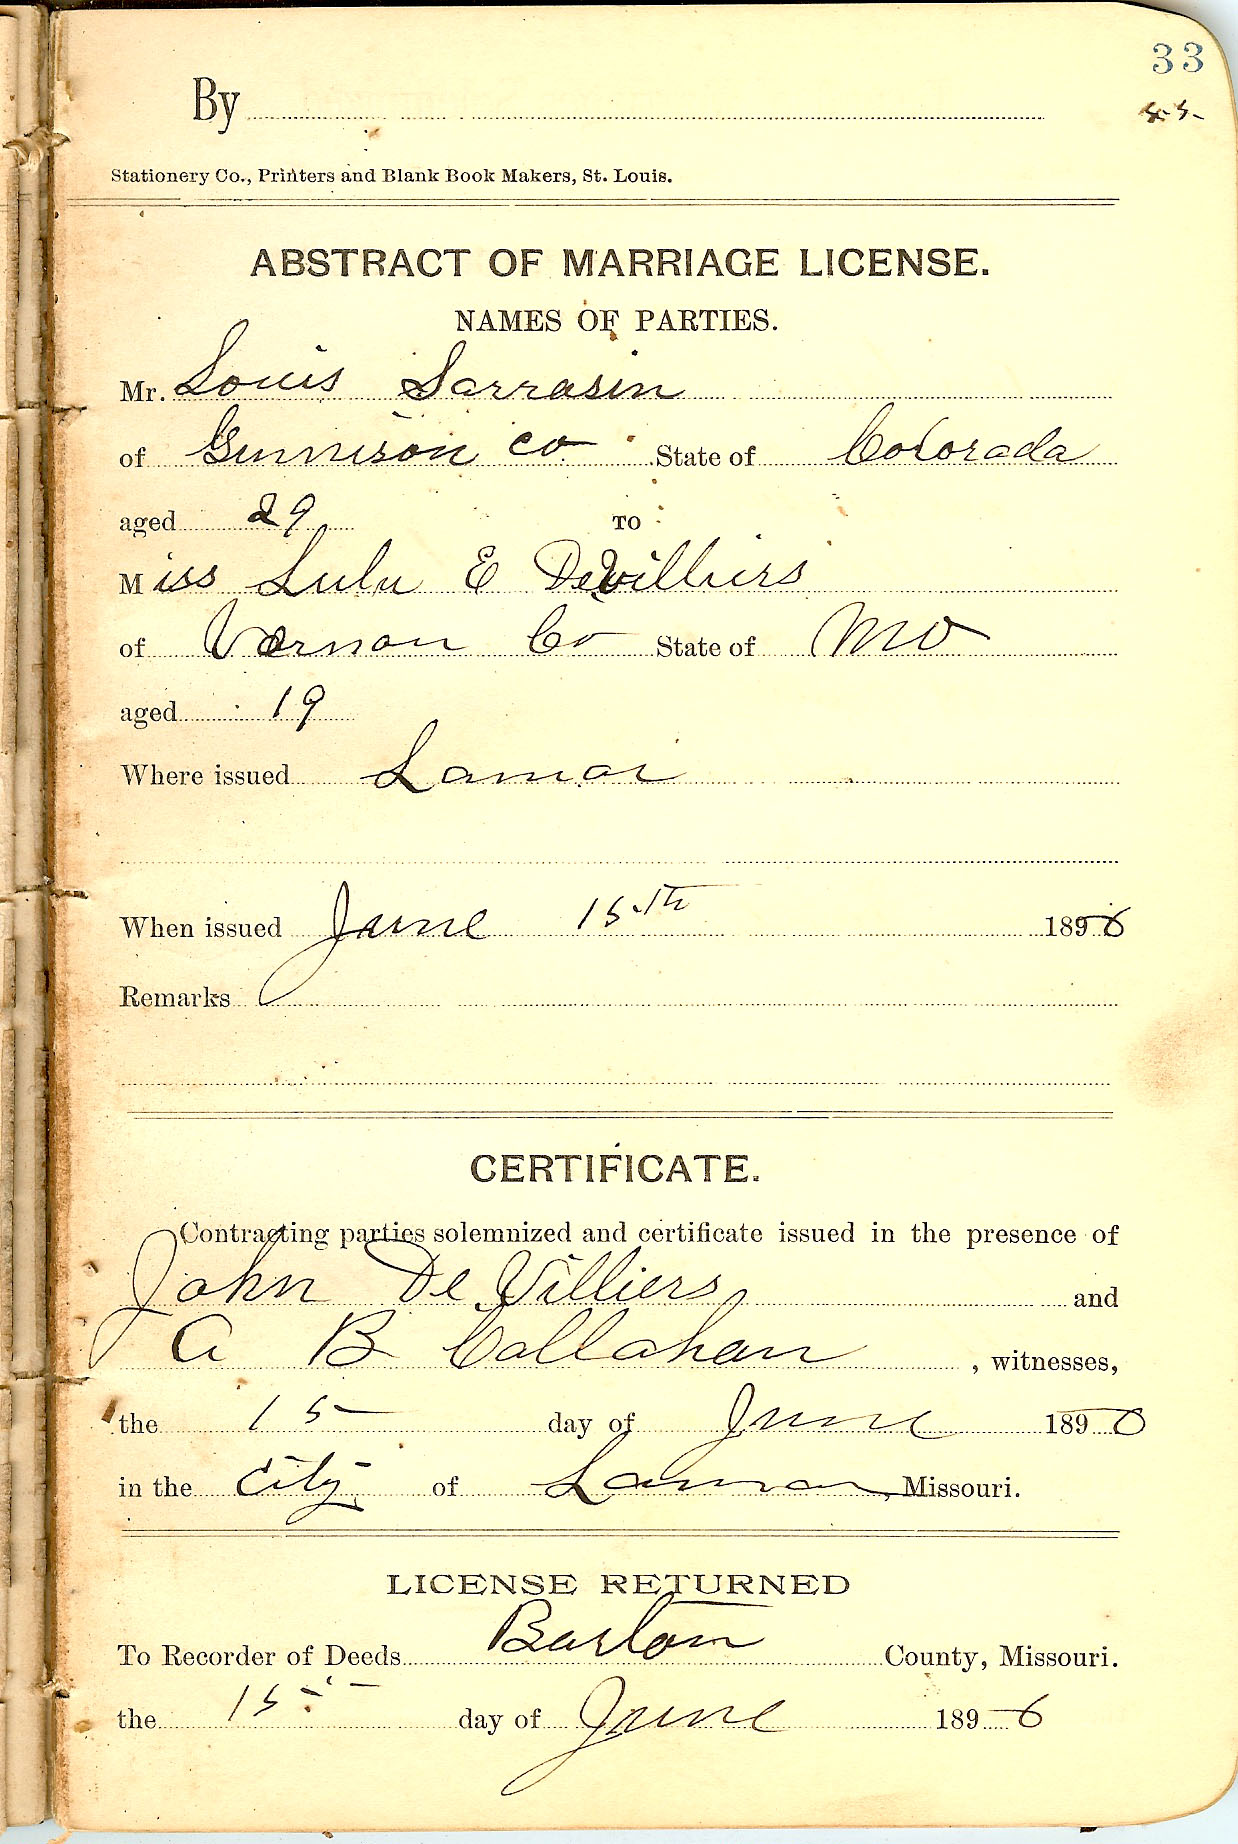 33
By
Stationery Co., Printers and Blank Book Makers, St. Louis.
ABSTRACT OF MARRIAGE LICENSE.
NAMES OF PARTIES.
Mr. Louis Sarrasin
of Gunnison Co State of Colorada
aged 29 TO
Miss Lulu E DeVilliers
of Vernon Co State of Mo
aged 19
Where issued Lamar
When issued June 15th 1896
Remarks
CERTIFICATE.
Contracting parties solemnized and certificate issued in the presence of
John De Villiers and
A B Callahan, witnesses,
the 15 day of June 189
in the City of Lamar, Missouri.
LICENSE RETURNED
To Recorder of Deeds Barton County, Missouri.
the 15 day of June 1896